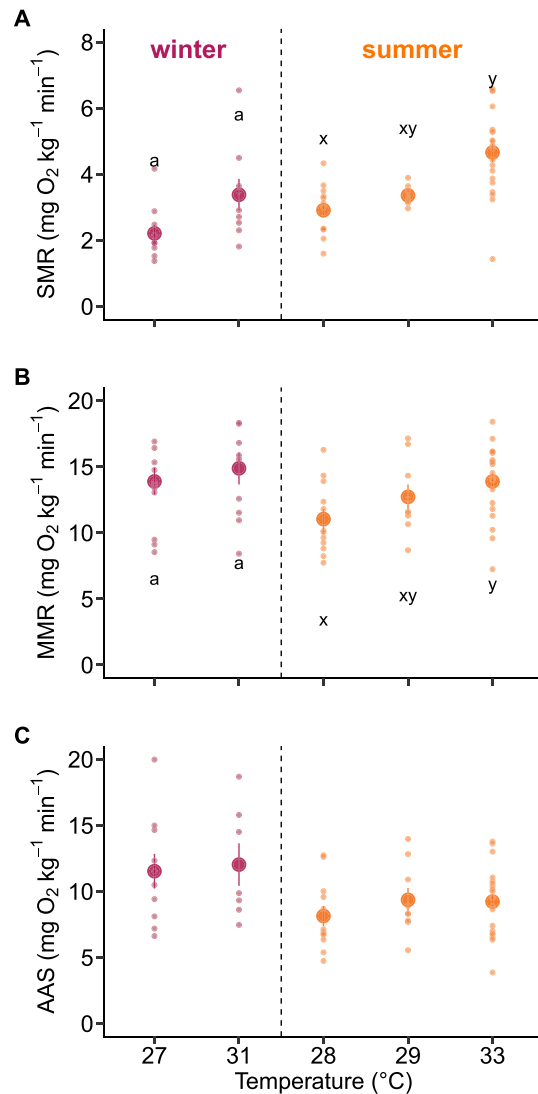 A
winter summer
SMR (mg O₂ kg⁻¹ min⁻¹)
8
6
4
2
0
a
a
x
xy
y
B
MMR (mg O₂ kg⁻¹ min⁻¹)
20
15
10
5
0
a
a
x
xy
y
C
AAS (mg O₂ kg⁻¹ min⁻¹)
20
15
10
5
0
27 31 28 29 33
Temperature (°C)